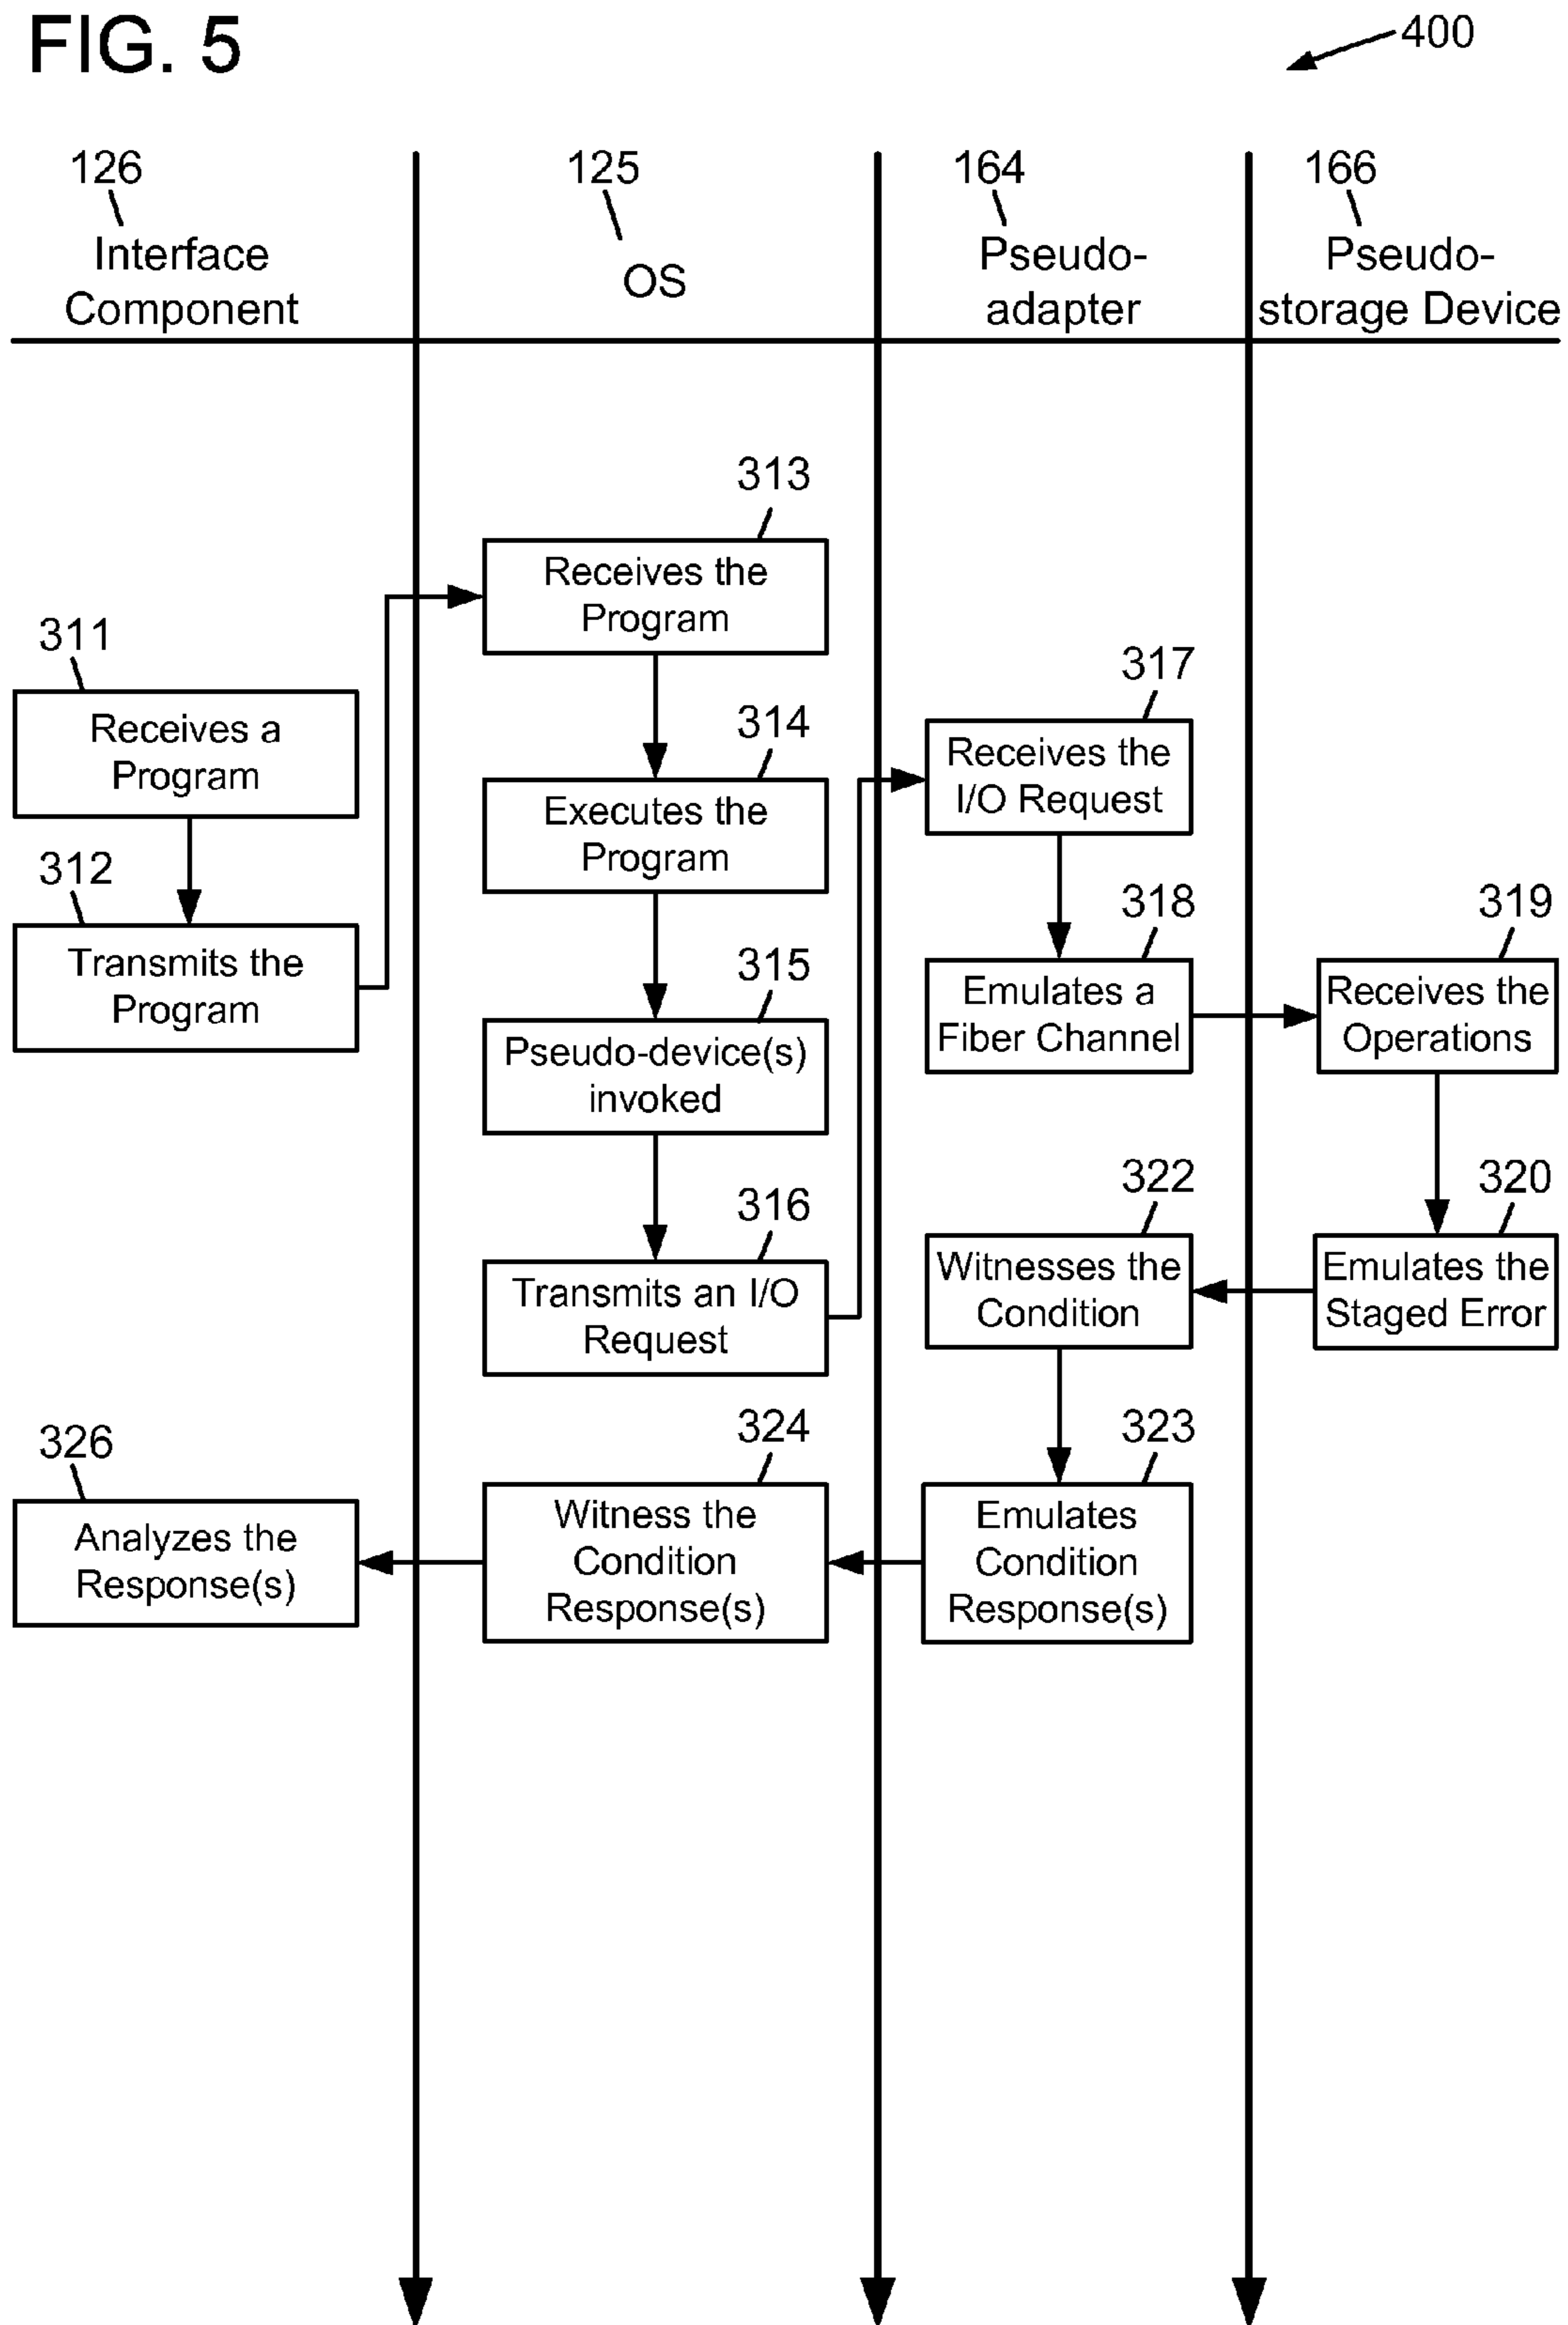 FIG. 5
400
126
Interface
Component
125
OS
164
Pseudo-
adapter
166
Pseudo-
storage Device
311
Receives a
Program
312
Transmits the
Program
313
Receives the
Program
314
Executes the
Program
315
Pseudo-device(s)
invoked
316
Transmits an I/O
Request
317
Receives the
I/O Request
318
Emulates a
Fiber Channel
319
Receives the
Operations
320
Emulates the
Staged Error
322
Witnesses the
Condition
323
Emulates
Condition
Response(s)
324
Witness the
Condition
Response(s)
326
Analyzes the
Response(s)